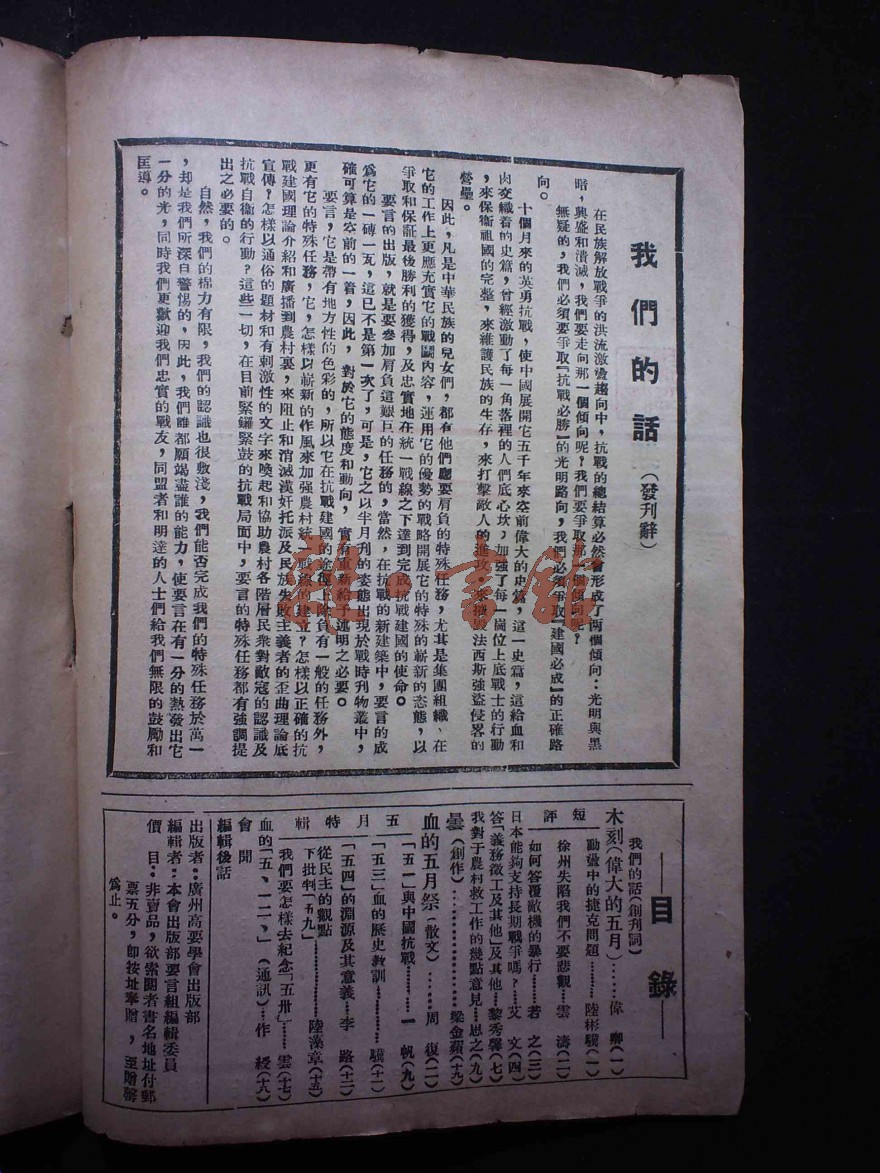 我們的話（發刊辭）
在民族解放戰爭的洪流激盪趨向中，抗戰的總結算必然會形成了兩個傾向：光明與黑
暗，興盛和潰滅，我們要走向那一個傾向呢？我們要爭取那一個傾向呢？
無疑的，我們必須要爭取『抗戰必勝』的光明路向，我們必須爭取『建國必成』的正確路
向。
十個月來的英勇抗戰，使中國展開它五千年來空前偉大的史篇，這一史篇，這給血和
肉交織着的史篇，曾經激動了每一角落裡的人們底心坎，加強了每一崗位上底戰士的行動
，來保衛祖國的完整，來維護民族的生存，來打擊敵人的進攻，來摧毀法西斯強盜侵畧的
營壘。
因此，凡是中華民族的兒女們，都有他們應要肩負的特殊任務，尤其是集團組織、在
它的工作上更應充實它的戰鬪內容，運用它的優勢的戰略開展它的特殊的嶄新的态態，以
爭取和保証最後勝利的獲得，及忠實地在統一戰線之下達到完成抗戰建國的使命。
要言的出版，就是要參加肩負這艱巨的任務的，當然，在抗戰的新建築中，要言的成
爲它的一磚一瓦，這已不是第一次了，可是，它之以半月刊的姿態出現於戰時刊物叢中，
確可算是空前的一着，因此，對於它的態度和動向，實有重新給予述明之必要。
要言，它是帶有地方性的色彩的，所以它在抗戰建國的途徑上除負有一般的任務外，
更有它的特殊任務，它，怎樣以嶄新的作風來加強農村統一戰線的建立？怎樣以正確的抗
戰建國理論介紹和廣播到農村裏，來阻止和消滅漢奸托派及民族失敗主義者的歪曲理論底
宣傳？怎樣以通俗的題材和有刺激性的文字來喚起和協助農村各階層民衆對敵寇的認識及
抗戰自衞的行動？這些一切，在目前緊鑼緊鼓的抗戰局面中，要言的特殊任務都有強調提
出之必要的。
自然，我們的棉力有限，我們的認識也很敷淺，我們能否完成我們的特殊任務於萬一
，却是我們所深自警惕的，因此，我們誰都願竭盡誰的能力，使要言在有一分的熱發出它
一分的光，同時我們更歡迎我們忠實的戰友，同盟者和明達的人士們給我們無限的鼓勵和
匡導。
目錄
我們的話（創刊詞）
木刻（偉大的五月）……偉 卿（一）
短評
動盪中的捷克問題………陸彬驥（一）
徐州失陷我們不要悲觀…雲 濤（二）
如何答覆敵機的暴行……若 之（三）
日本能夠支持長期戰爭嗎？…艾 文（四）
答「義務徵工及其他」及其他…黎秀馨（七）
我對于農村救工作的幾點意見…恩之（九）
曇（創作）………………梁金蘋（十九）
血的五月祭（散文）……周 復（二一）
五月特輯
「五一」與中國抗戰………一 帆（九）
「五三」血的歷史教訓…………驥（十一）
「五四」的淵源及其意義…李 路（十二）
從民主的觀點
下批判「五九」…………陸藻章（十五）
我們要怎樣去紀念「五卅」……雲（十七）
血的「五、一二、」（通訊）…作 綬（十八）
會聞
編輯後話
出版者：廣州高要學會出版部
編輯者：本會出版部要言組編輯委員
價目：非賣品，欲索閱者書名地址付郵
票五分，卽按址奉贈，至贈罄
爲止。